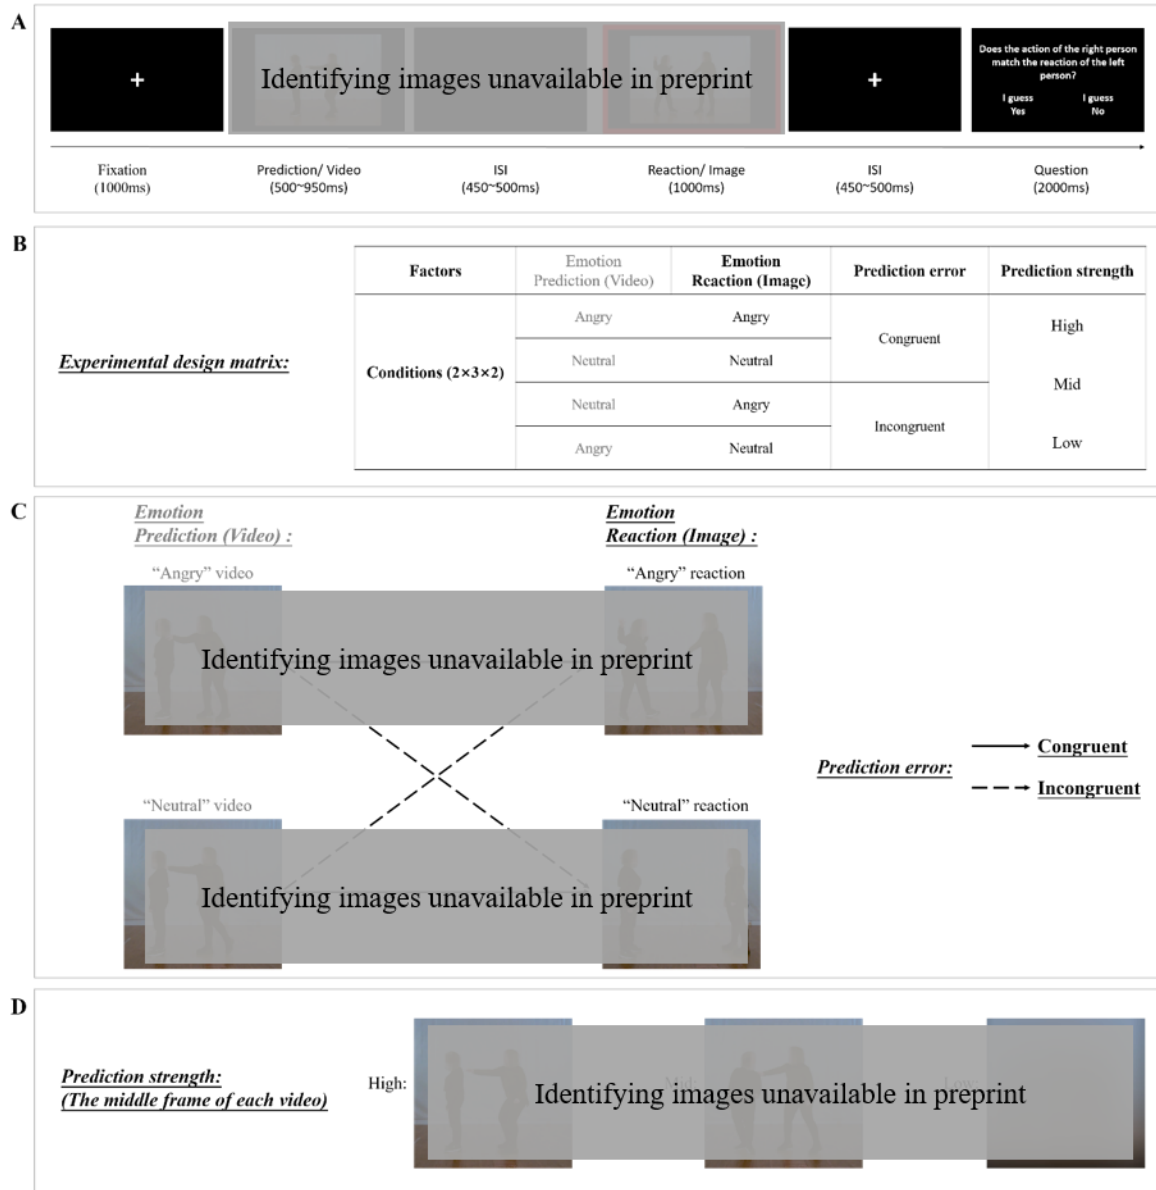 A
+
Identifying images unavailable in preprint
+
Does the action of the right person
match the reaction of the left
person?
I guess
Yes
I guess
No
Fixation
(1000ms)
Prediction/ Video
(500~950ms)
ISI
(450~500ms)
Reaction/ Image
(1000ms)
ISI
(450~500ms)
Question
(2000ms)
B
Experimental design matrix:
Factors
Emotion
Prediction (Video)
Emotion
Reaction (Image)
Prediction error
Prediction strength
Conditions (2×3×2)
Angry
Angry
Neutral
Neutral
Neutral
Angry
Angry
Neutral
Congruent
Incongruent
High
Mid
Low
C
Emotion
Prediction (Video) :
Emotion
Reaction (Image) :
"Angry" video
"Angry" reaction
Identifying images unavailable in preprint
Prediction error:
Congruent
Incongruent
"Neutral" video
"Neutral" reaction
Identifying images unavailable in preprint
D
Prediction strength:
(The middle frame of each video)
High:
Mid:
Low:
Identifying images unavailable in preprint